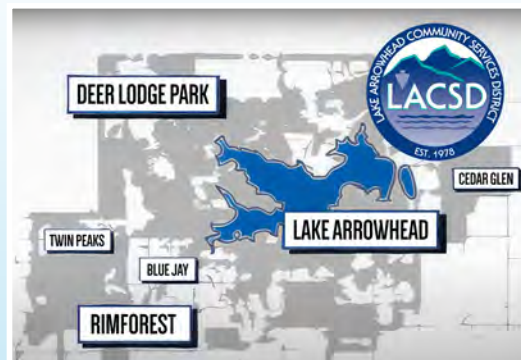 LAKE ARROWHEAD COMMUNITY SERVICES DISTRICT
LACSD
EST. 1978
DEER LODGE PARK
CEDAR GLEN
LAKE ARROWHEAD
TWIN PEAKS
BLUE JAY
RIMFOREST